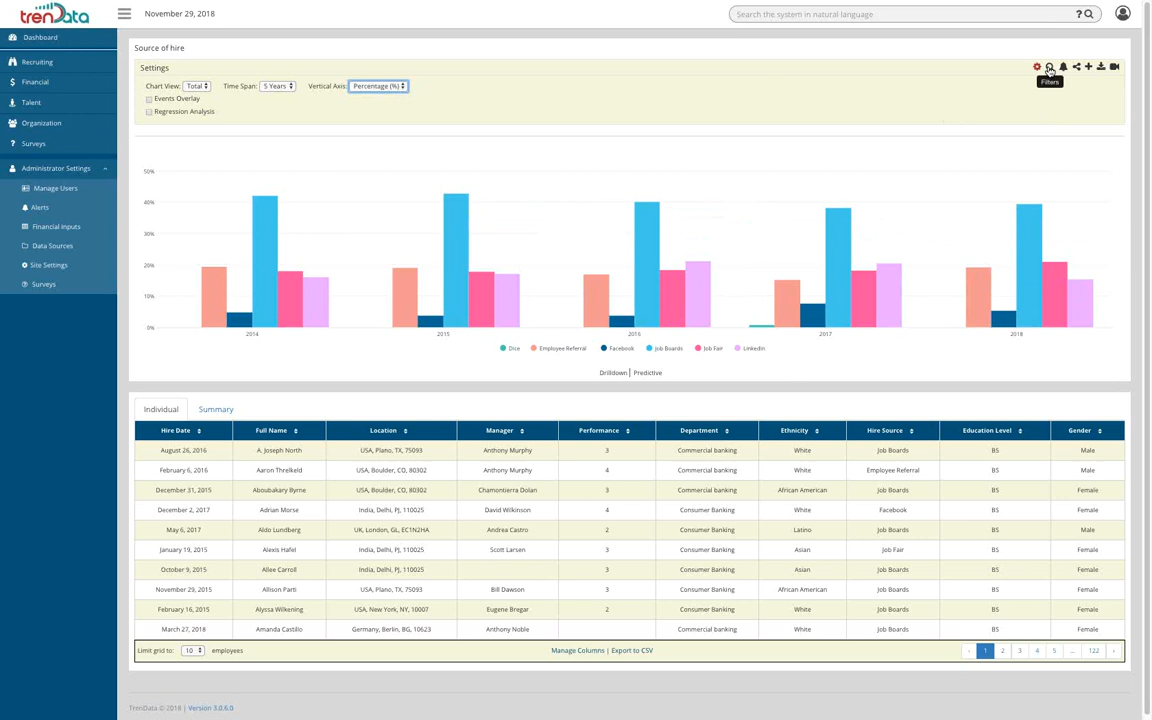 trenData
November 29, 2018
Search the system in natural language
?
Dashboard
Recruiting
Financial
Talent
Organization
? Surveys
Administrator Settings
Manage Users
Alerts
Financial Inputs
Data Sources
Site Settings
Surveys
Source of hire
Settings
Chart View: Total Time Span: 5 Years Vertical Axis: Percentage (%)
Filters
Events Overlay
Regression Analysis
50%
40%
30%
20%
10%
0%
2014 2015 2016 2017 2018
Dice Employee Referral Facebook Job Boards Job Fair Linkedin
Drilldown | Predictive
Individual Summary
Hire Date Full Name Location Manager Performance Department Ethnicity Hire Source Education Level Gender
August 26, 2016 A. Joseph North USA, Plano, TX, 75093 Anthony Murphy 3 Commercial banking White Job Boards BS Male
February 6, 2016 Aaron Threlkeld USA, Boulder, CO, 80302 Anthony Murphy 4 Commercial banking White Employee Referral BS Male
December 31, 2015 Aboubakary Byrne USA, Boulder, CO, 80302 Chamontierra Dolan 3 Commercial banking African American Job Boards BS Female
December 2, 2017 Adrian Morse India, Delhi, PJ, 110025 David Wilkinson 4 Consumer Banking White Facebook BS Female
May 6, 2017 Aldo Lundberg UK, London, GL, EC1N2HA Andrea Castro 2 Consumer Banking Latino Job Boards BS Male
January 19, 2015 Alexis Hafel India, Delhi, PJ, 110025 Scott Larsen 3 Consumer Banking Asian Job Fair BS Female
October 9, 2015 Allee Carroll India, Delhi, PJ, 110025 3 Consumer Banking Asian Job Boards BS Female
November 29, 2015 Allison Parti USA, Plano, TX, 75093 Bill Dawson 3 Consumer Banking African American Job Boards BS Female
February 16, 2015 Alyssa Wilkening USA, New York, NY, 10007 Eugene Bregar 2 Consumer Banking White Job Boards BS Female
March 27, 2018 Amanda Castillo Germany, Berlin, BG, 10623 Anthony Noble Commercial banking White Job Boards BS Female
Limit grid to: 10 employees Manage Columns | Export to CSV ‹ 1 2 3 4 5 ... 122 ›
TrenData © 2018 | Version 3.0.6.0